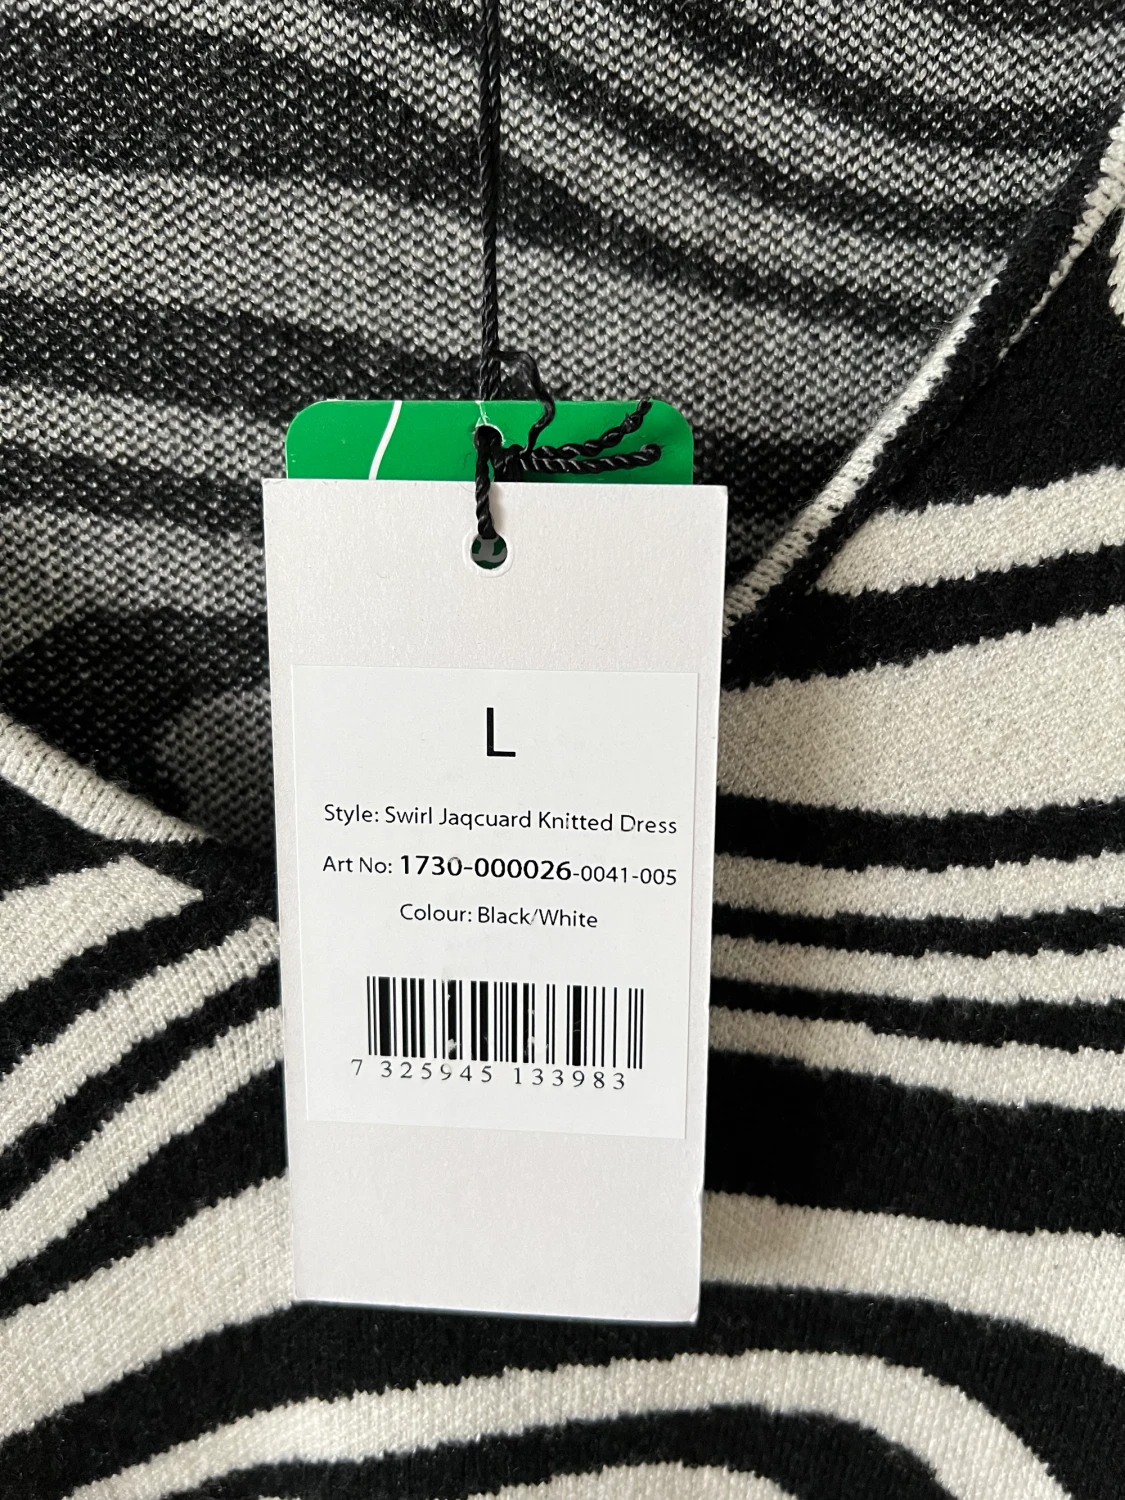 L
Style: Swirl Jaqcuard Knitted Dress
Art No: 1730-000026-0041-005
Colour: Black/White
7 325945 133983